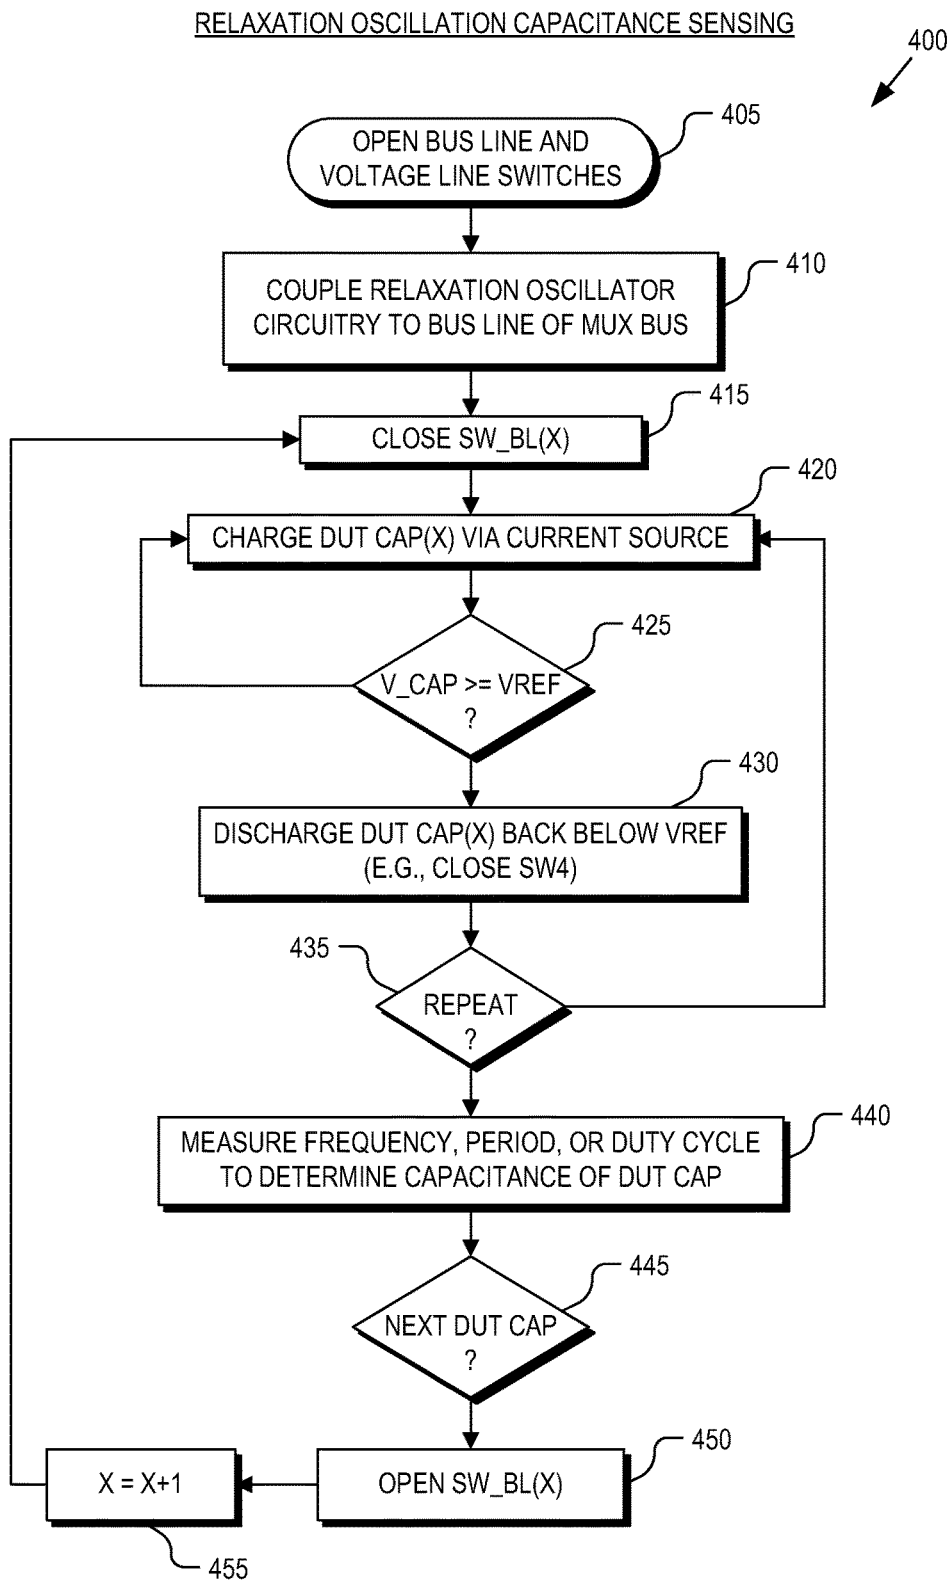 RELAXATION OSCILLATION CAPACITANCE SENSING
400
405
OPEN BUS LINE AND
VOLTAGE LINE SWITCHES
410
COUPLE RELAXATION OSCILLATOR
CIRCUITRY TO BUS LINE OF MUX BUS
415
CLOSE SW_BL(X)
420
CHARGE DUT CAP(X) VIA CURRENT SOURCE
425
V_CAP >= VREF
?
430
DISCHARGE DUT CAP(X) BACK BELOW VREF
(E.G., CLOSE SW4)
435
REPEAT
?
440
MEASURE FREQUENCY, PERIOD, OR DUTY CYCLE
TO DETERMINE CAPACITANCE OF DUT CAP
445
NEXT DUT CAP
?
450
OPEN SW_BL(X)
X = X+1
455